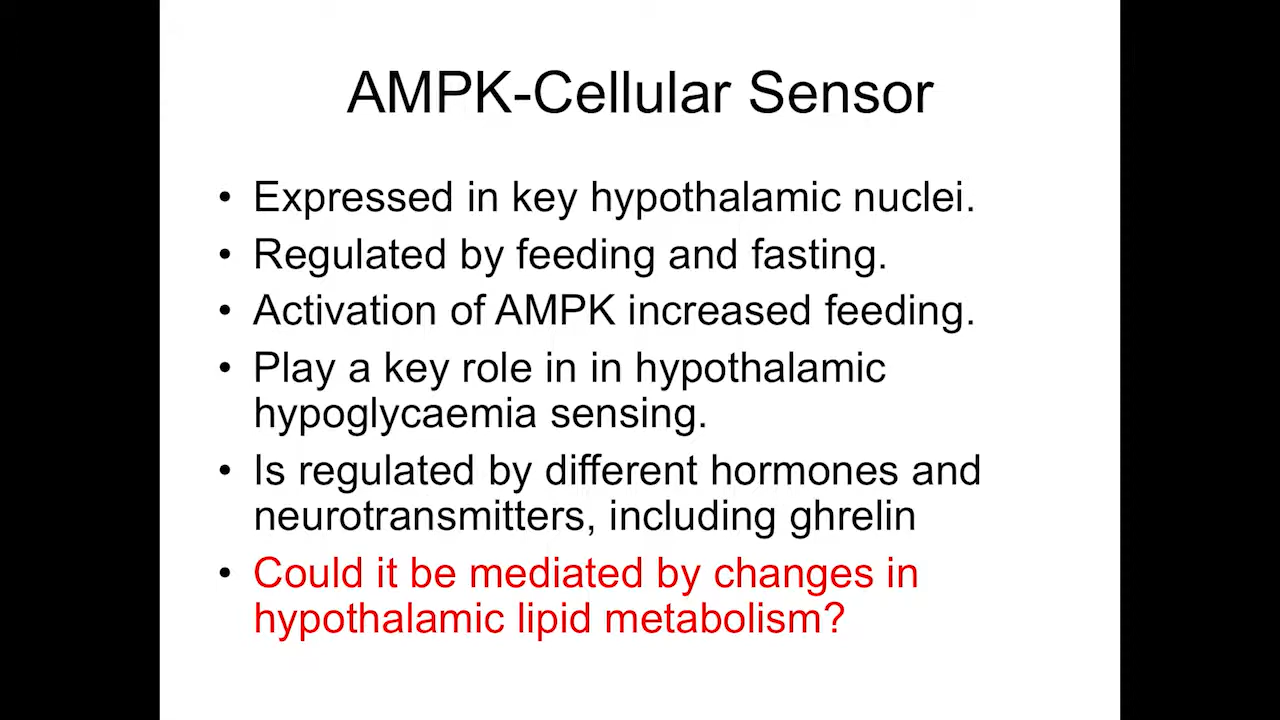 AMPK-Cellular Sensor
• Expressed in key hypothalamic nuclei.
• Regulated by feeding and fasting.
• Activation of AMPK increased feeding.
• Play a key role in in hypothalamic
hypoglycaemia sensing.
• Is regulated by different hormones and
neurotransmitters, including ghrelin
• Could it be mediated by changes in
hypothalamic lipid metabolism?